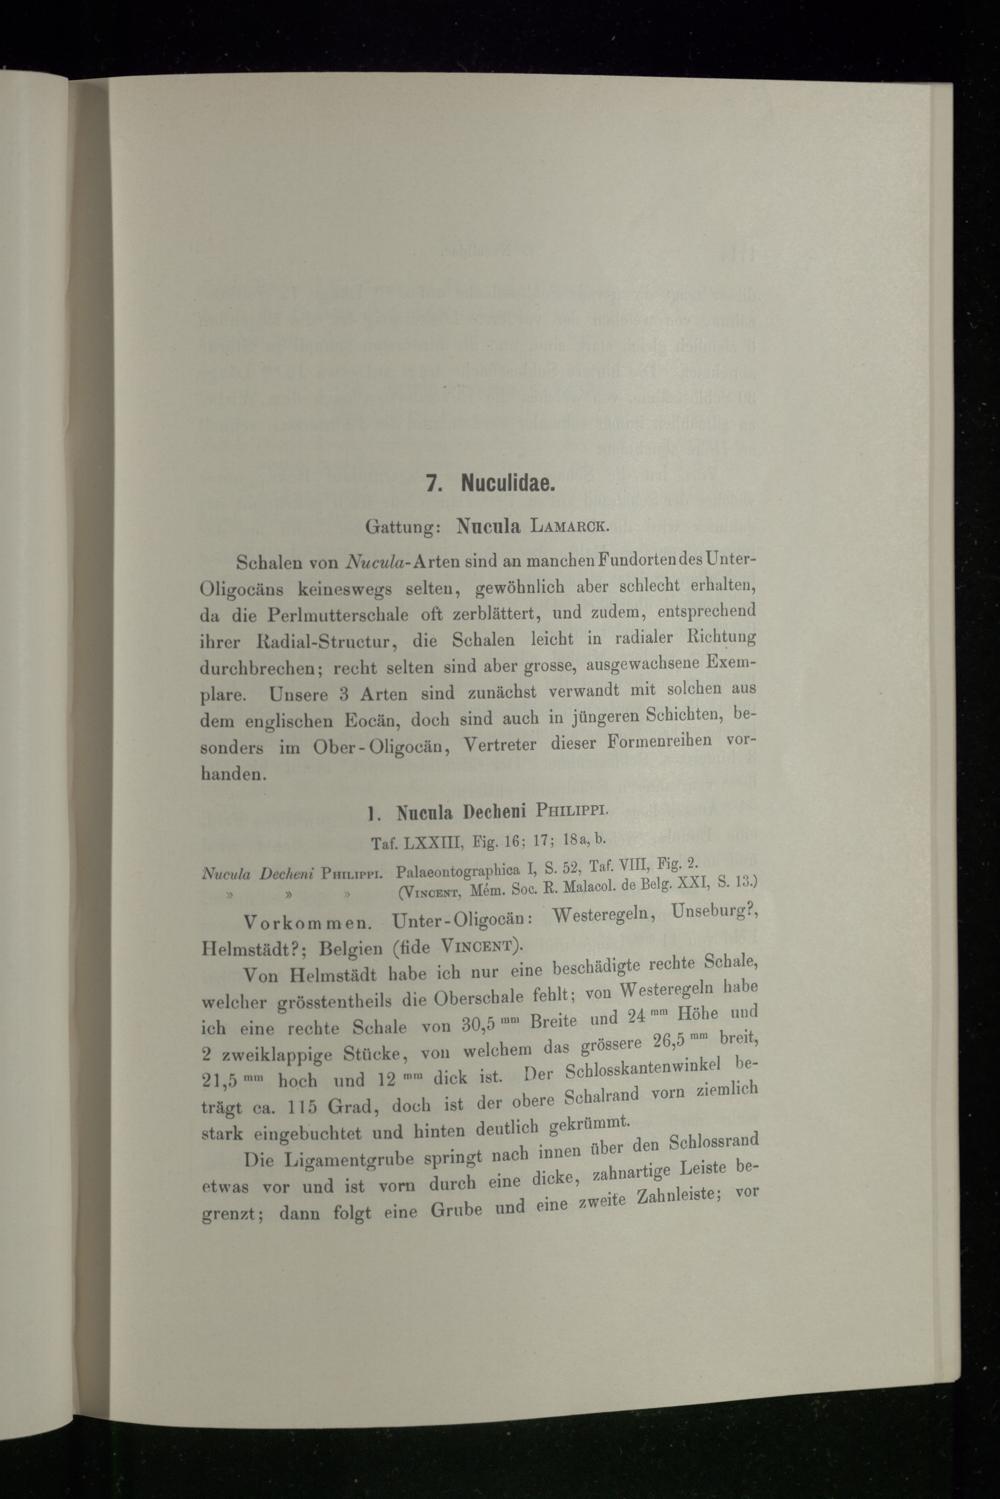 7. Nuculidae.
Gattung: Nucula LAMARCK.
Schalen von Nucula-Arten sind an manchen Fundorten des Unter-
Oligocäns keineswegs selten, gewöhnlich aber schlecht erhalten,
da die Perlmutterschale oft zerblättert, und zudem, entsprechend
ihrer Radial-Structur, die Schalen leicht in radialer Richtung
durchbrechen; recht selten sind aber grosse, ausgewachsene Exem-
plare. Unsere 3 Arten sind zunächst verwandt mit solchen aus
dem englischen Eocän, doch sind auch in jüngeren Schichten, be-
sonders im Ober-Oligocän, Vertreter dieser Formenreihen vor-
handen.
1. Nucula Decheni PHILIPPI.
Taf. LXXIII, Fig. 16; 17; 18a, b.
Nucula Decheni PHILIPPI. Palaeontographica I, S. 52, Taf. VIII, Fig. 2.
» » » (VINCENT, Mém. Soc. R. Malacol. de Belg. XXI, S. 13.)
Vorkommen. Unter-Oligocän: Westeregeln, Unseburg?,
Helmstädt?; Belgien (fide VINCENT).
Von Helmstädt habe ich nur eine beschädigte rechte Schale,
welcher grösstentheils die Oberschale fehlt; von Westeregeln habe
ich eine rechte Schale von 30,5 mm Breite und 24 mm Höhe und
2 zweiklappige Stücke, von welchem das grössere 26,5 mm breit,
21,5 mm hoch und 12 mm dick ist. Der Schlosskantenwinkel be-
trägt ca. 115 Grad, doch ist der obere Schalrand vorn ziemlich
stark eingebuchtet und hinten deutlich gekrümmt.
Die Ligamentgrube springt nach innen über den Schlossrand
etwas vor und ist vorn durch eine dicke, zahnartige Leiste be-
grenzt; dann folgt eine Grube und eine zweite Zahnleiste; vor